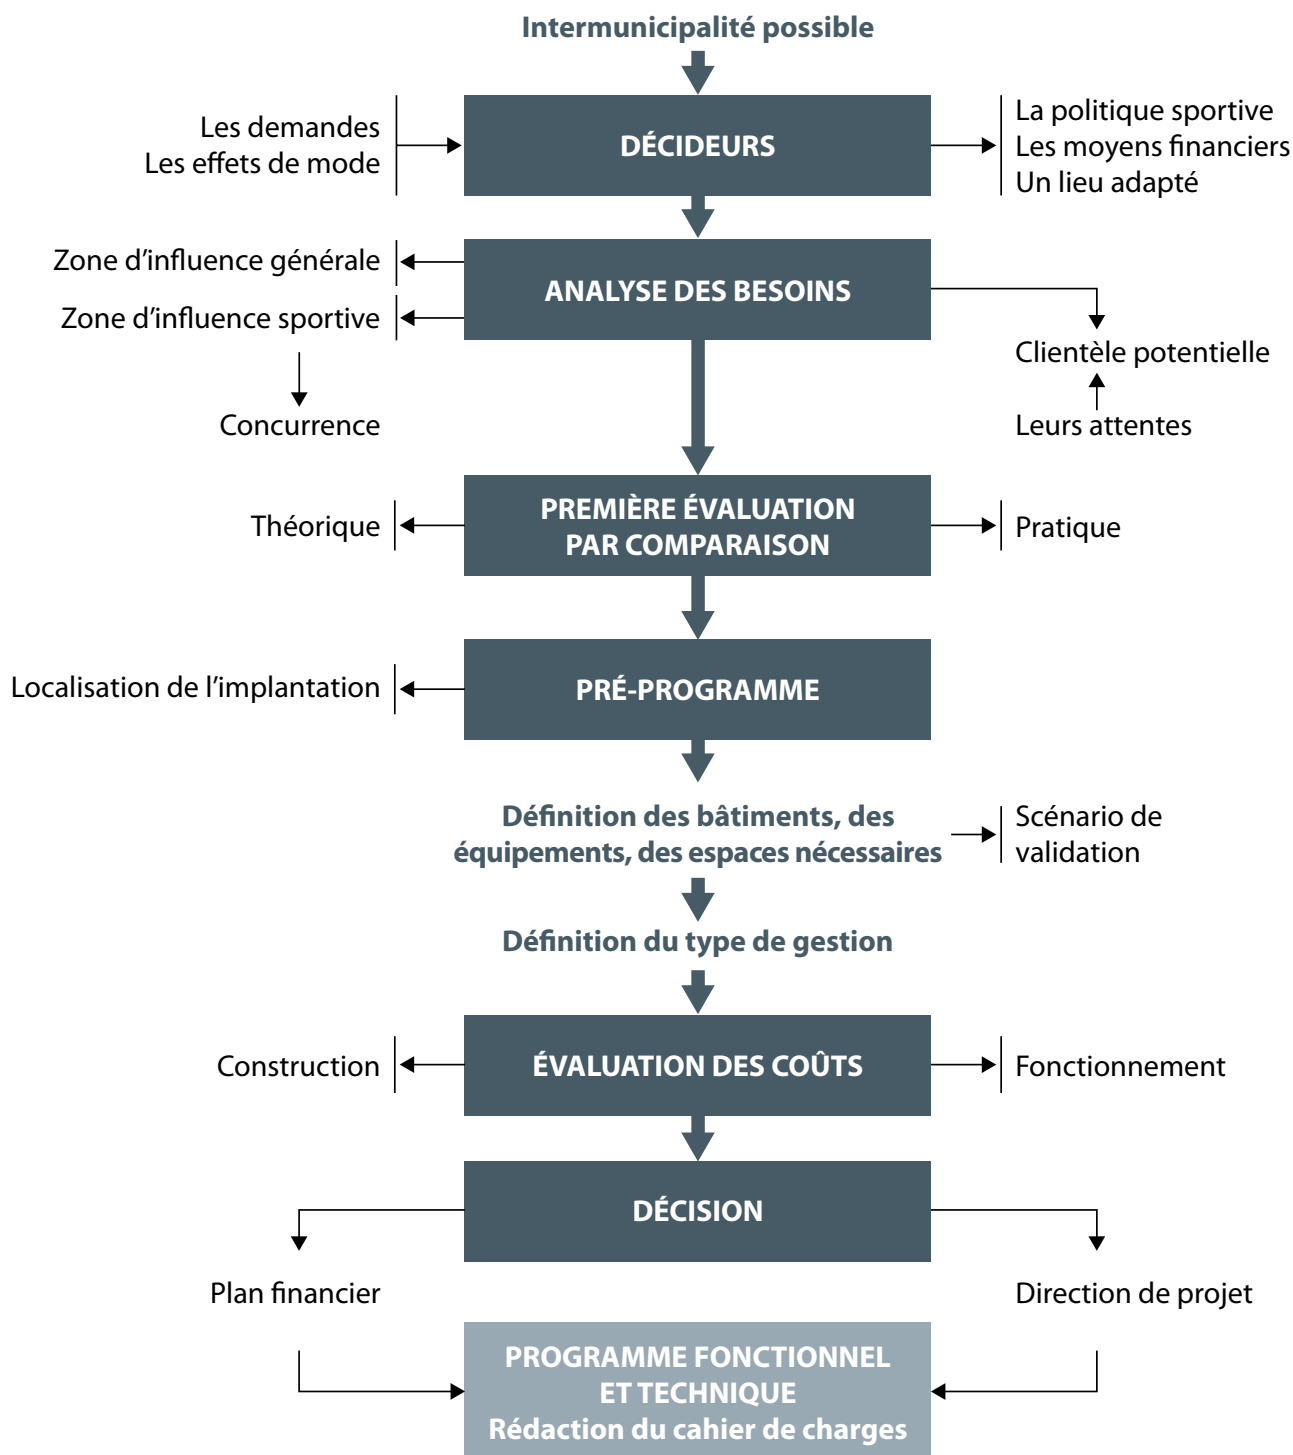 Intermunicipalité possible
Les demandes
Les effets de mode
DÉCIDEURS
La politique sportive
Les moyens financiers
Un lieu adapté
Zone d'influence générale
Zone d'influence sportive
ANALYSE DES BESOINS
Clientèle potentielle
Concurrence
Leurs attentes
Théorique
PREMIÈRE ÉVALUATION
PAR COMPARAISON
Pratique
Localisation de l'implantation
PRÉ-PROGRAMME
Définition des bâtiments, des
équipements, des espaces nécessaires
Scénario de
validation
Définition du type de gestion
Construction
ÉVALUATION DES COÛTS
Fonctionnement
DÉCISION
Plan financier
Direction de projet
PROGRAMME FONCTIONNEL
ET TECHNIQUE
Rédaction du cahier de charges